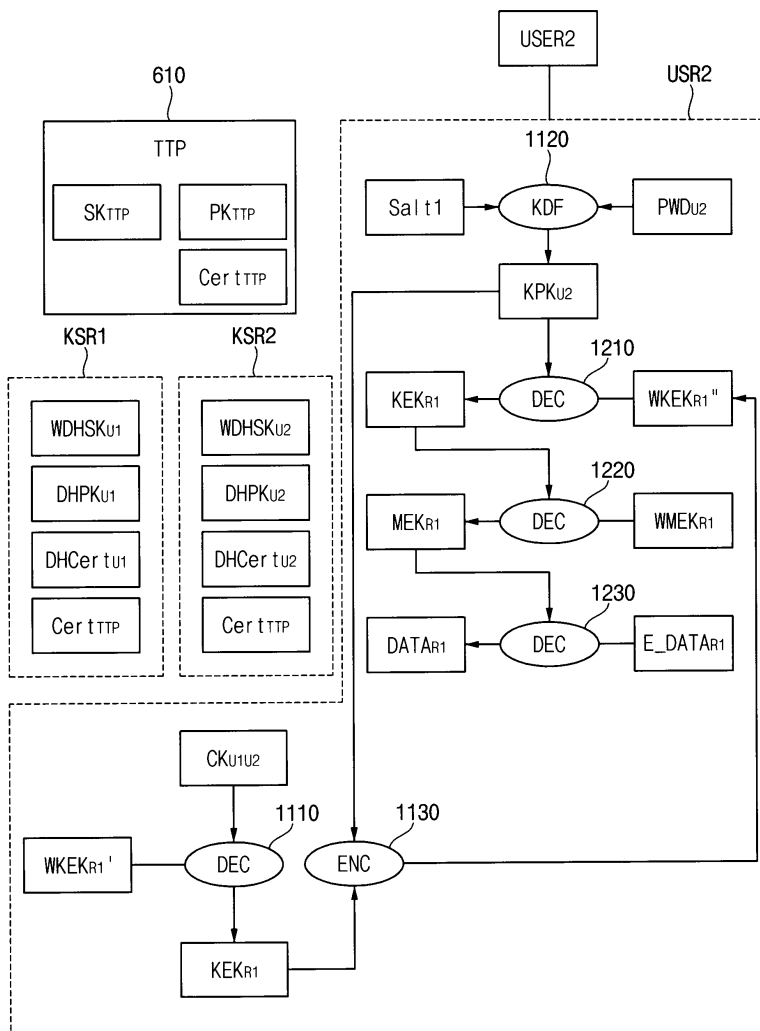 USER2
610
USR2
TTP
SKTTP
PKTTP
CertTTP
1120
Salt1
KDF
PWDU2
KPKU2
KSR1
KSR2
1210
WDHSKU1
WDHSKU2
KEKR1
DEC
WKEKR1"
DHPKU1
DHPKU2
1220
MEKR1
DEC
WMEKR1
DHCertU1
DHCertU2
1230
CertTTP
CertTTP
DATAR1
DEC
E_DATAR1
CKU1U2
1110
1130
WKEKR1'
DEC
ENC
KEKR1